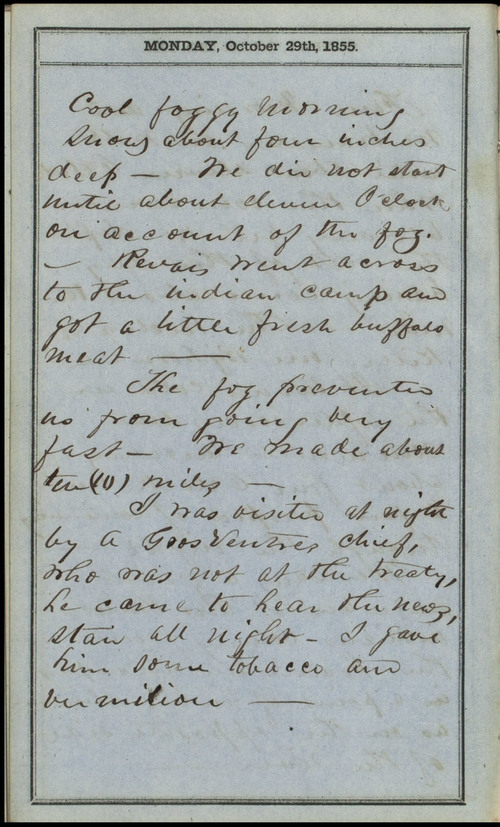 MONDAY, October 29th, 1855.
Cool foggy morning
Snow about four inches
deep — We did not start
until about eleven O'clock
on account of the fog.
— Revais went across
to the indian camp and
got a little fresh buffalo
meat —
The fog prevented
us from going very
fast — We made about
ten (10) miles —
I was visited at night
by a Gros Ventres chief,
who was not at the treaty,
he came to hear the news,
staid all night — I gave
him some tobacco and
vermilion —